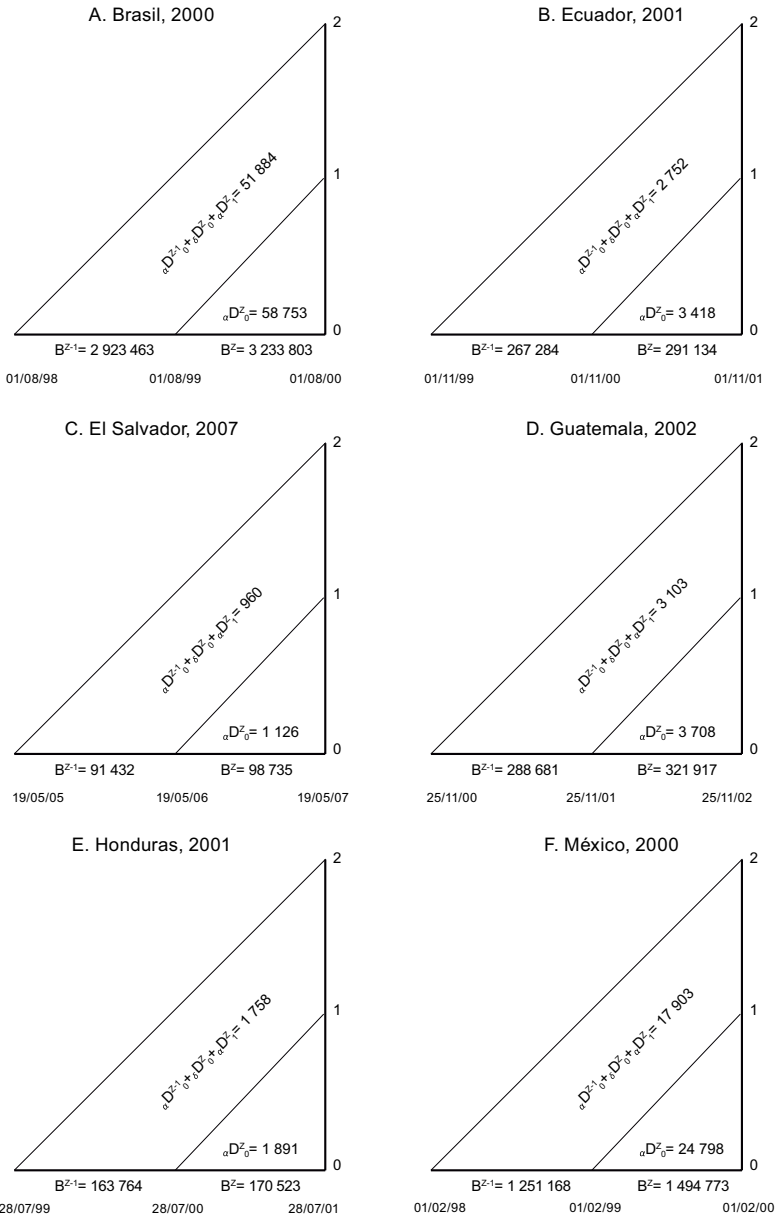 A. Brasil, 2000
2
1
0
αDᶻ⁻¹₀+δDᶻ₀+αDᶻ₁= 51 884
αDᶻ₀= 58 753
Bᶻ⁻¹= 2 923 463
Bᶻ= 3 233 803
01/08/98
01/08/99
01/08/00
B. Ecuador, 2001
2
1
0
αDᶻ⁻¹₀+δDᶻ₀+αDᶻ₁= 2 752
αDᶻ₀= 3 418
Bᶻ⁻¹= 267 284
Bᶻ= 291 134
01/11/99
01/11/00
01/11/01
C. El Salvador, 2007
2
1
0
αDᶻ⁻¹₀+δDᶻ₀+αDᶻ₁= 960
αDᶻ₀= 1 126
Bᶻ⁻¹= 91 432
Bᶻ= 98 735
19/05/05
19/05/06
19/05/07
D. Guatemala, 2002
2
1
0
αDᶻ⁻¹₀+δDᶻ₀+αDᶻ₁= 3 103
αDᶻ₀= 3 708
Bᶻ⁻¹= 288 681
Bᶻ= 321 917
25/11/00
25/11/01
25/11/02
E. Honduras, 2001
2
1
0
αDᶻ⁻¹₀+δDᶻ₀+αDᶻ₁= 1 758
αDᶻ₀= 1 891
Bᶻ⁻¹= 163 764
Bᶻ= 170 523
28/07/99
28/07/00
28/07/01
F. México, 2000
2
1
0
αDᶻ⁻¹₀+δDᶻ₀+αDᶻ₁= 17 903
αDᶻ₀= 24 798
Bᶻ⁻¹= 1 251 168
Bᶻ= 1 494 773
01/02/98
01/02/99
01/02/00